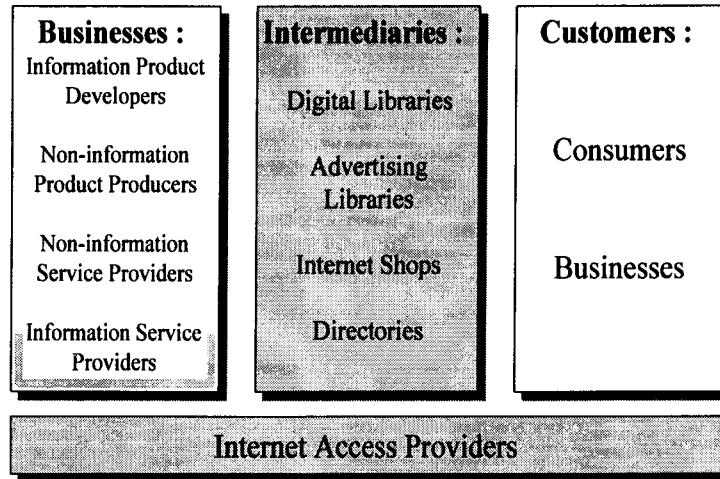 Businesses :
Information Product
Developers
Non-information
Product Producers
Non-information
Service Providers
Information Service
Providers
Intermediaries :
Digital Libraries
Advertising
Libraries
Internet Shops
Directories
Customers :
Consumers
Businesses
Internet Access Providers